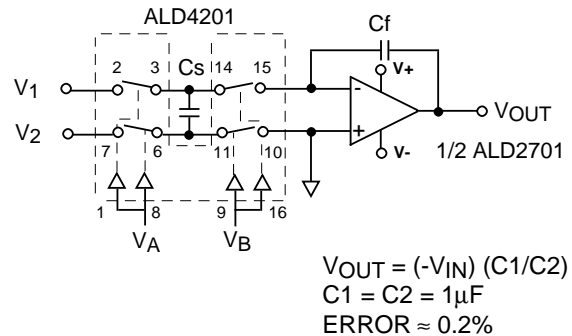 ALD4201
Cf
2 3 Cs 14 15
V+
V1
-
VOUT
V2
+
7 6 11 10
V-
1/2 ALD2701
1 8 9 16
VA VB
VOUT = (-VIN) (C1/C2)
C1 = C2 = 1µF
ERROR ≈ 0.2%